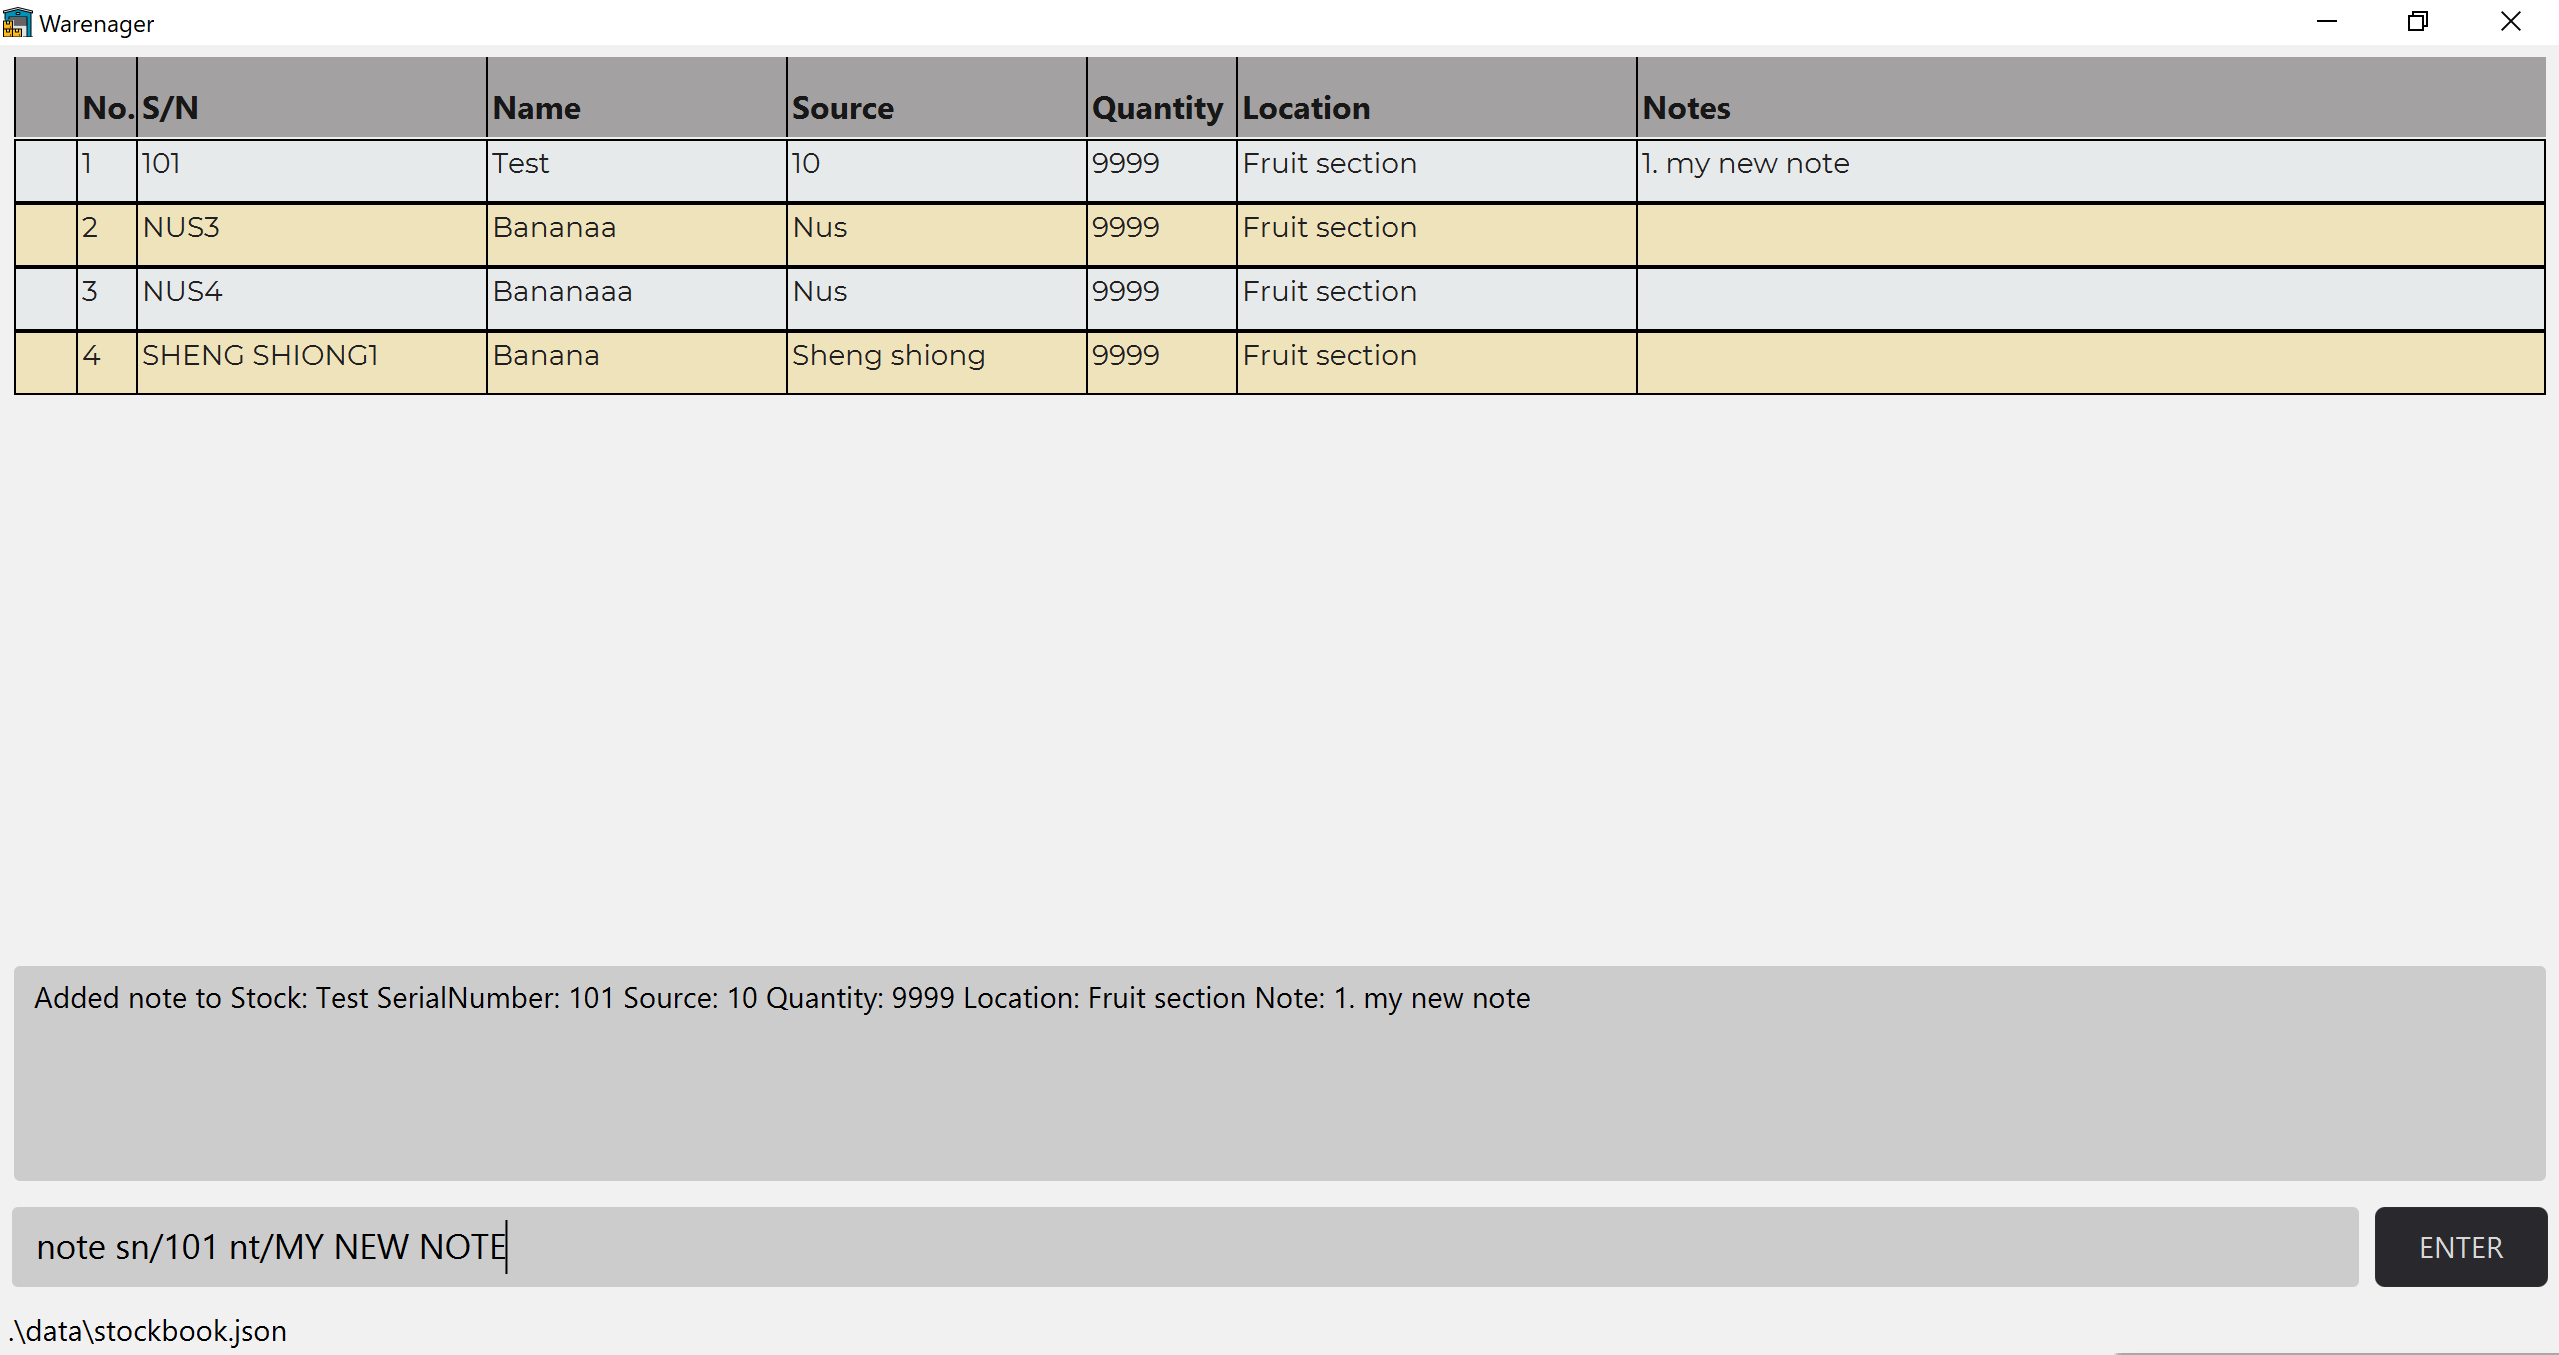 Warenager
No. S/N Name Source Quantity Location Notes
1 101 Test 10 9999 Fruit section 1. my new note
2 NUS3 Bananaa Nus 9999 Fruit section
3 NUS4 Bananaaa Nus 9999 Fruit section
4 SHENG SHIONG1 Banana Sheng shiong 9999 Fruit section
Added note to Stock: Test SerialNumber: 101 Source: 10 Quantity: 9999 Location: Fruit section Note: 1. my new note
note sn/101 nt/MY NEW NOTE
ENTER
.\data\stockbook.json